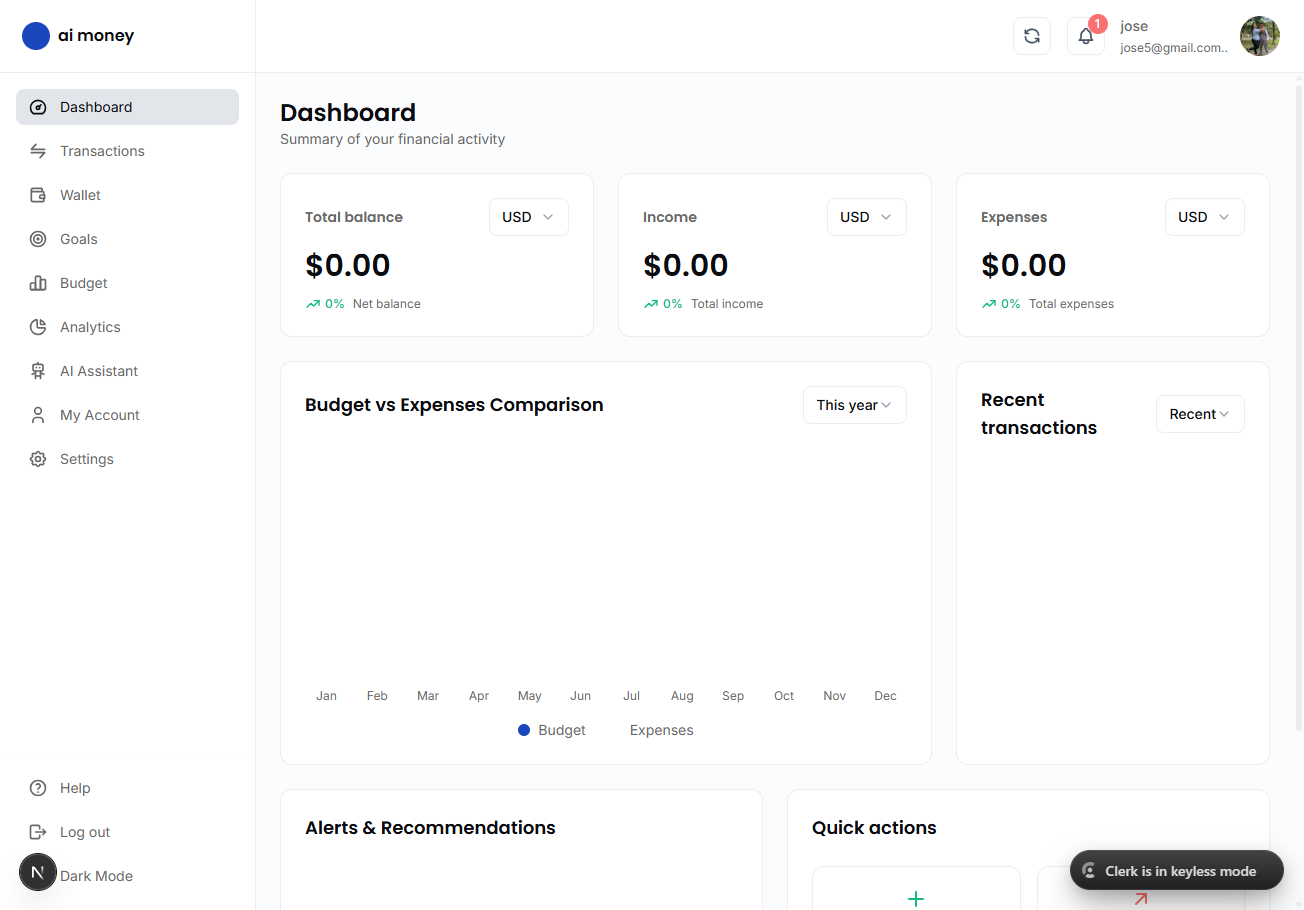 ai money
1
jose
jose5@gmail.com..
Dashboard
Transactions
Wallet
Goals
Budget
Analytics
AI Assistant
My Account
Settings
Help
Log out
N
Dark Mode
Dashboard
Summary of your financial activity
Total balance
USD
$0.00
0% Net balance
Income
USD
$0.00
0% Total income
Expenses
USD
$0.00
0% Total expenses
Budget vs Expenses Comparison
This year
Jan Feb Mar Apr May Jun Jul Aug Sep Oct Nov Dec
Budget Expenses
Recent
transactions
Recent
Alerts & Recommendations
Quick actions
Clerk is in keyless mode